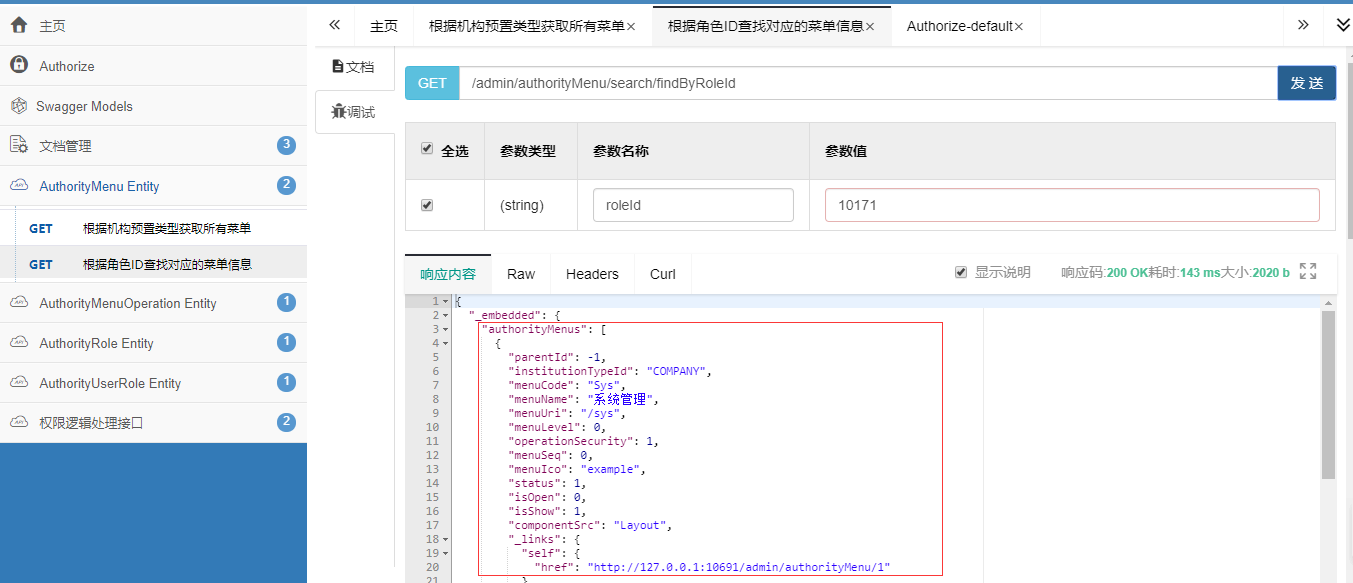 主页
Authorize
Swagger Models
文档管理 3
AuthorityMenu Entity 2
GET 根据机构预置类型获取所有菜单
GET 根据角色ID查找对应的菜单信息
AuthorityMenuOperation Entity 1
AuthorityRole Entity 1
AuthorityUserRole Entity 1
权限逻辑处理接口 2
主页 根据机构预置类型获取所有菜单× 根据角色ID查找对应的菜单信息× Authorize-default×
文档
调试
GET /admin/authorityMenu/search/findByRoleId 发 送
全选 参数类型 参数名称 参数值
(string) roleId 10171
响应内容 Raw Headers Curl 显示说明 响应码:200 OK耗时:143 ms大小:2020 b
1 {
2 "_embedded": {
3 "authorityMenus": [
4 {
5 "parentId": -1,
6 "institutionTypeId": "COMPANY",
7 "menuCode": "Sys",
8 "menuName": "系统管理",
9 "menuUri": "/sys",
10 "menuLevel": 0,
11 "operationSecurity": 1,
12 "menuSeq": 0,
13 "menuIco": "example",
14 "status": 1,
15 "isOpen": 0,
16 "isShow": 1,
17 "componentSrc": "Layout",
18 "_links": {
19 "self": {
20 "href": "http://127.0.0.1:10691/admin/authorityMenu/1"
21 }